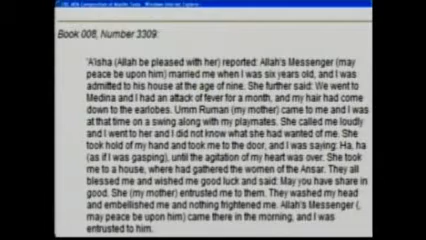 Book 008, Number 3309:
'A'isha (Allah be pleased with her) reported: Allah's Messenger (may
peace be upon him) married me when I was six years old, and I was
admitted to his house at the age of nine. She further said: We went to
Medina and I had an attack of fever for a month, and my hair had come
down to the earlobes. Umm Ruman (my mother) came to me and I was
at that time on a swing along with my playmates. She called me loudly
and I went to her and I did not know what she had wanted of me. She
took hold of my hand and took me to the door, and I was saying: Ha, ha
(as if I was gasping), until the agitation of my heart was over. She took
me to a house, where had gathered the women of the Ansar. They all
blessed me and wished me good luck and said: May you have share in
good. She (my mother) entrusted me to them. They washed my head
and embellished me and nothing frightened me. Allah's Messenger (,
may peace be upon him) came there in the morning, and I was
entrusted to him.